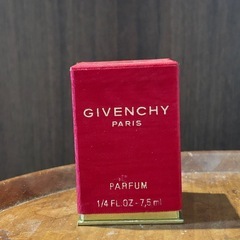 GIVENCHY
PARIS
PARFUM
1/4 FL.OZ - 7,5 ml